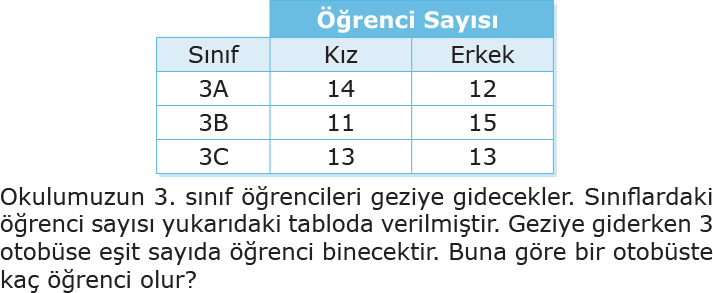 Öğrenci Sayısı
Sınıf Kız Erkek
3A 14 12
3B 11 15
3C 13 13
Okulumuzun 3. sınıf öğrencileri geziye gidecekler. Sınıflardaki
öğrenci sayısı yukarıdaki tabloda verilmiştir. Geziye giderken 3
otobüse eşit sayıda öğrenci binecektir. Buna göre bir otobüste
kaç öğrenci olur?